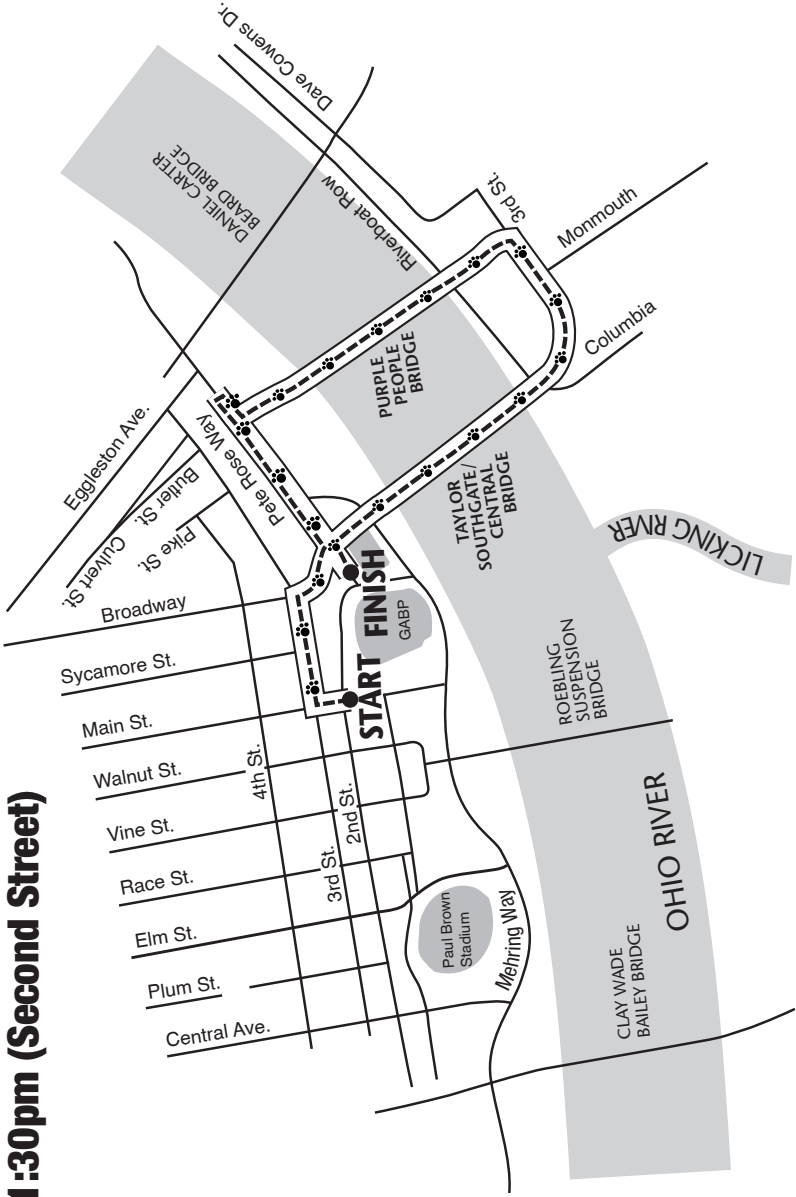 1:30pm (Second Street)
Dave Cowens Dr.
DANIEL CARTER
BEARD BRIDGE
Riverboat Row
3rd St.
Monmouth
Columbia
PURPLE
PEOPLE
BRIDGE
Eggleston Ave.
Pete Rose Way
Butler St.
Culvert St.
Pike St.
TAYLOR
SOUTHGATE/
CENTRAL
BRIDGE
LICKING RIVER
Broadway
START FINISH
GABP
Sycamore St.
Main St.
Walnut St.
4th St.
ROEBLING
SUSPENSION
BRIDGE
Vine St.
2nd St.
Race St.
3rd St.
Elm St.
Paul Brown
Stadium
Mehring Way
OHIO RIVER
Plum St.
Central Ave.
CLAY WADE
BAILEY BRIDGE